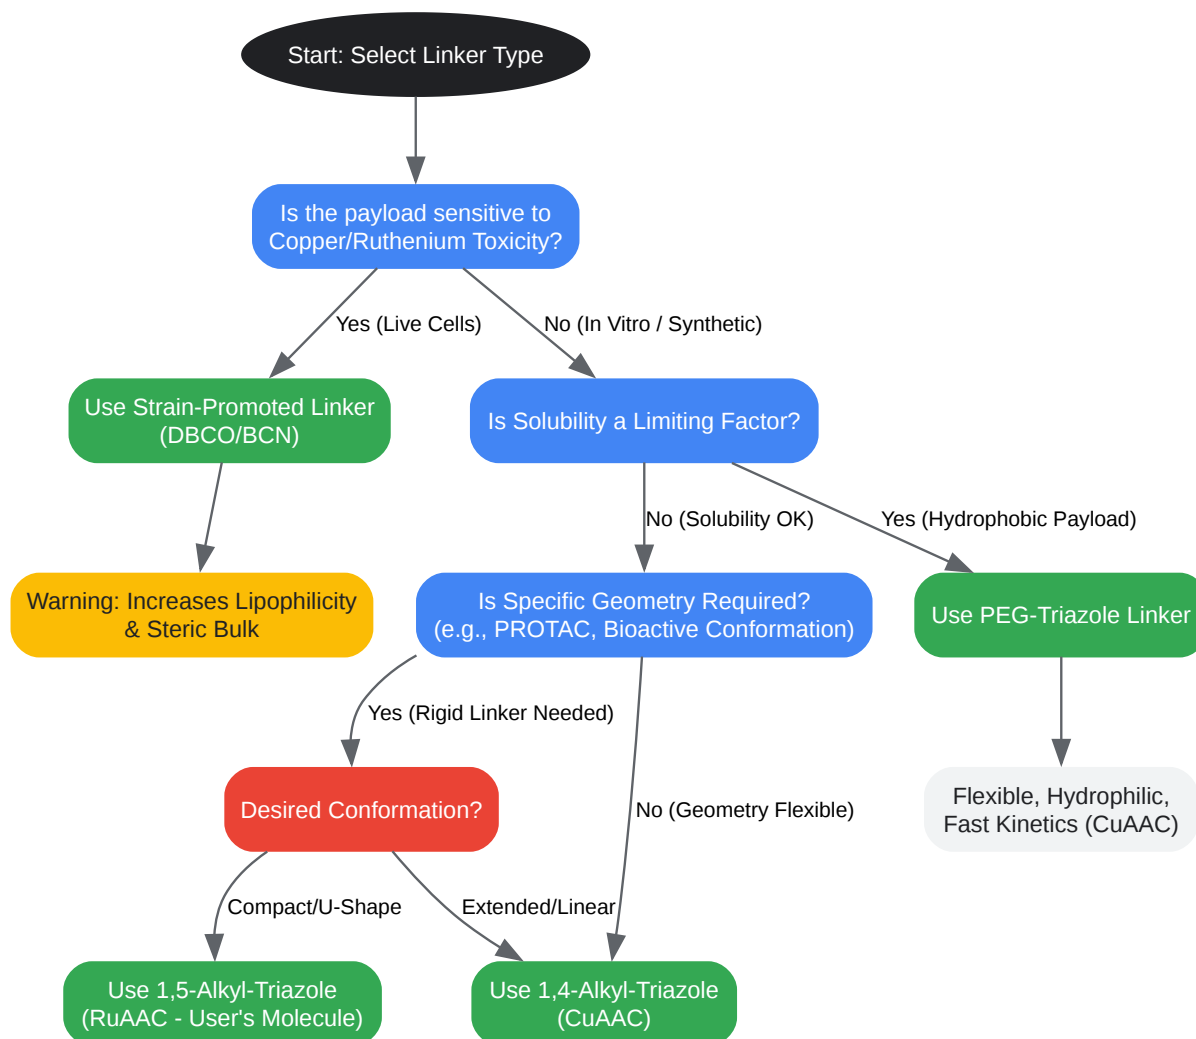 Start: Select Linker Type
Is the payload sensitive to
Copper/Ruthenium Toxicity?
Yes (Live Cells)
No (In Vitro / Synthetic)
Use Strain-Promoted Linker
(DBCO/BCN)
Is Solubility a Limiting Factor?
No (Solubility OK)
Yes (Hydrophobic Payload)
Warning: Increases Lipophilicity
& Steric Bulk
Is Specific Geometry Required?
(e.g., PROTAC, Bioactive Conformation)
Use PEG-Triazole Linker
Yes (Rigid Linker Needed)
Desired Conformation?
No (Geometry Flexible)
Flexible, Hydrophilic,
Fast Kinetics (CuAAC)
Compact/U-Shape
Extended/Linear
Use 1,5-Alkyl-Triazole
(RuAAC - User's Molecule)
Use 1,4-Alkyl-Triazole
(CuAAC)